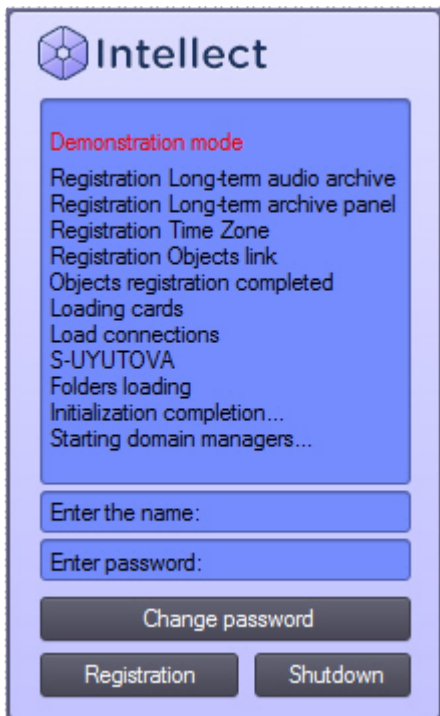 Intellect
Demonstration mode
Registration Long-term audio archive
Registration Long-term archive panel
Registration Time Zone
Registration Objects link
Objects registration completed
Loading cards
Load connections
S-UYUTOVA
Folders loading
Initialization completion...
Starting domain managers...
Enter the name:
Enter password:
Change password
Registration Shutdown